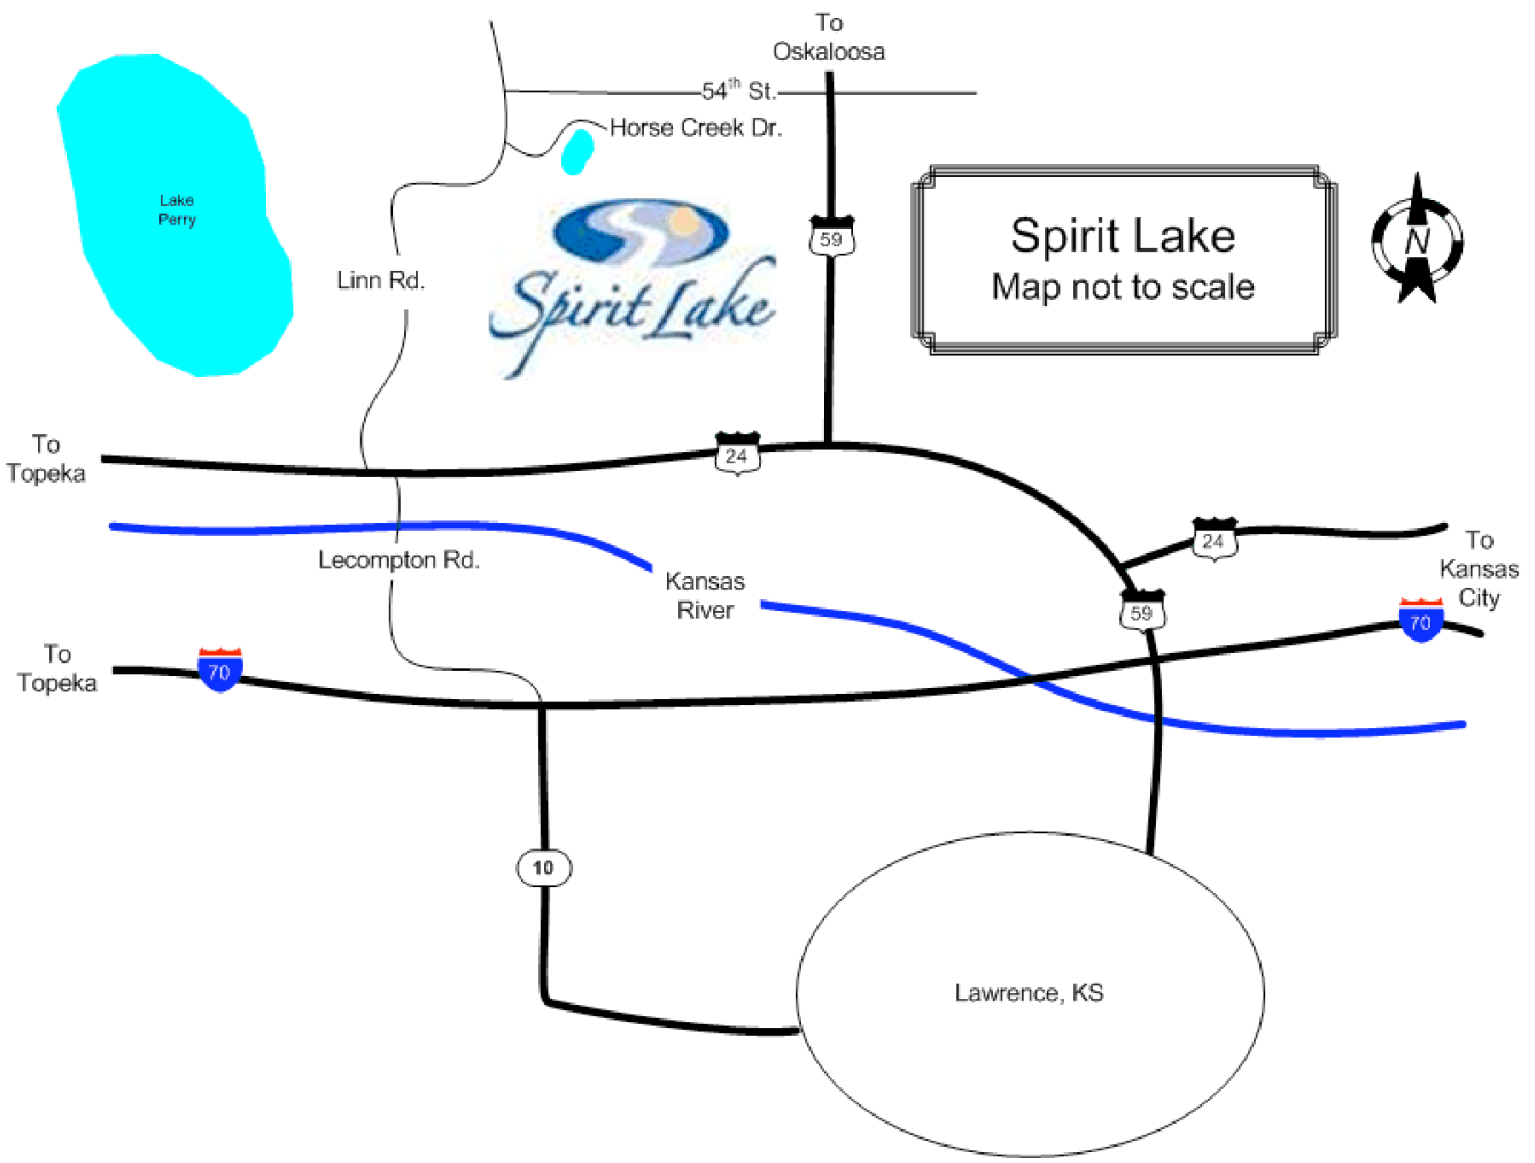 To
Oskaloosa
54th St.
Horse Creek Dr.
Lake
Perry
59
Spirit Lake
Map not to scale
N
Linn Rd.
Spirit Lake
To
Topeka
24
24
To
Kansas
City
Lecompton Rd.
Kansas
River
59
70
To
Topeka
70
10
Lawrence, KS